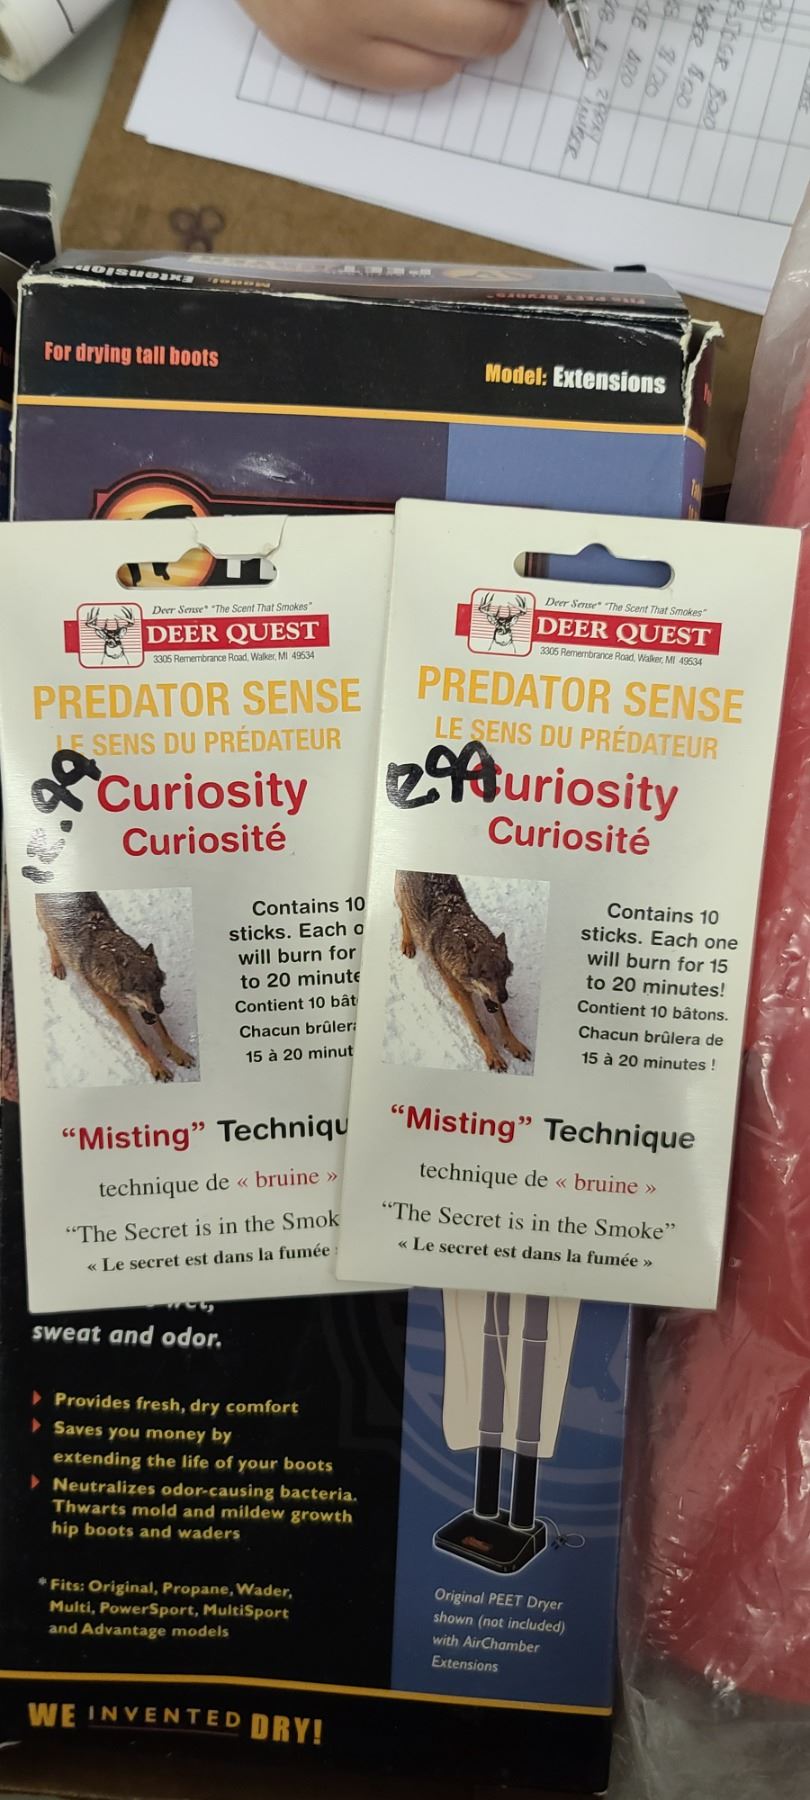 For drying tall boots
Model: Extensions
Deer Sense® "The Scent That Smokes"
DEER QUEST
3305 Remembrance Road, Walker, MI 49534
PREDATOR SENSE
LE SENS DU PRÉDATEUR
Curiosity
Curiosité
Contains 10
sticks. Each
will burn for
to 20
Contient 10
Chacun
15 à 20
"Misting"
technique de « bruine »
"The Secret is in the
« Le secret est dans la fumée
Deer Sense® "The Scent That Smokes"
DEER QUEST
3305 Remembrance Road, Walker, MI 49534
PREDATOR SENSE
LE SENS DU PRÉDATEUR
12.99
Curiosity
Curiosité
Contains 10
sticks. Each one
will burn for 15
to 20 minutes!
Contient 10 bâtons.
Chacun brûlera de
15 à 20 minutes !
"Misting" Technique
technique de « bruine »
"The Secret is in the Smoke"
« Le secret est dans la fumée »
sweat and odor.
Provides fresh, dry comfort
Saves you money by
extending the life of your boots
Neutralizes odor-causing bacteria.
Thwarts mold and mildew growth
hip boots and waders
*Fits: Original, Propane, Wader,
Multi, PowerSport, MultiSport
and Advantage models
Original PEET Dryer
shown (not included)
with AirChamber
Extensions
WE INVENTED DRY!